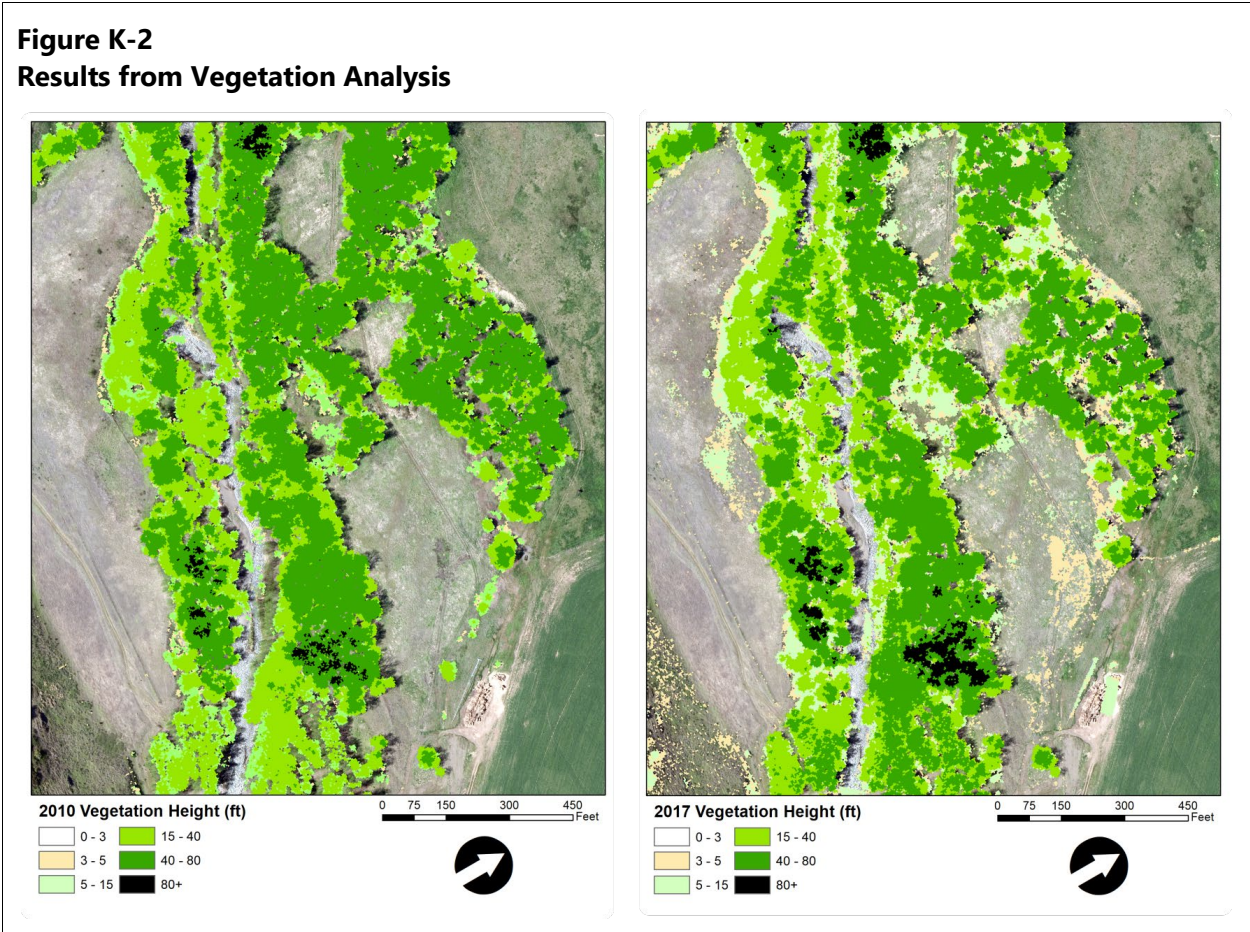 Figure K-2
Results from Vegetation Analysis
2010 Vegetation Height (ft)
0 - 3
15 - 40
3 - 5
40 - 80
5 - 15
80+
0 75 150 300 450
Feet
2017 Vegetation Height (ft)
0 - 3
15 - 40
3 - 5
40 - 80
5 - 15
80+
0 75 150 300 450
Feet